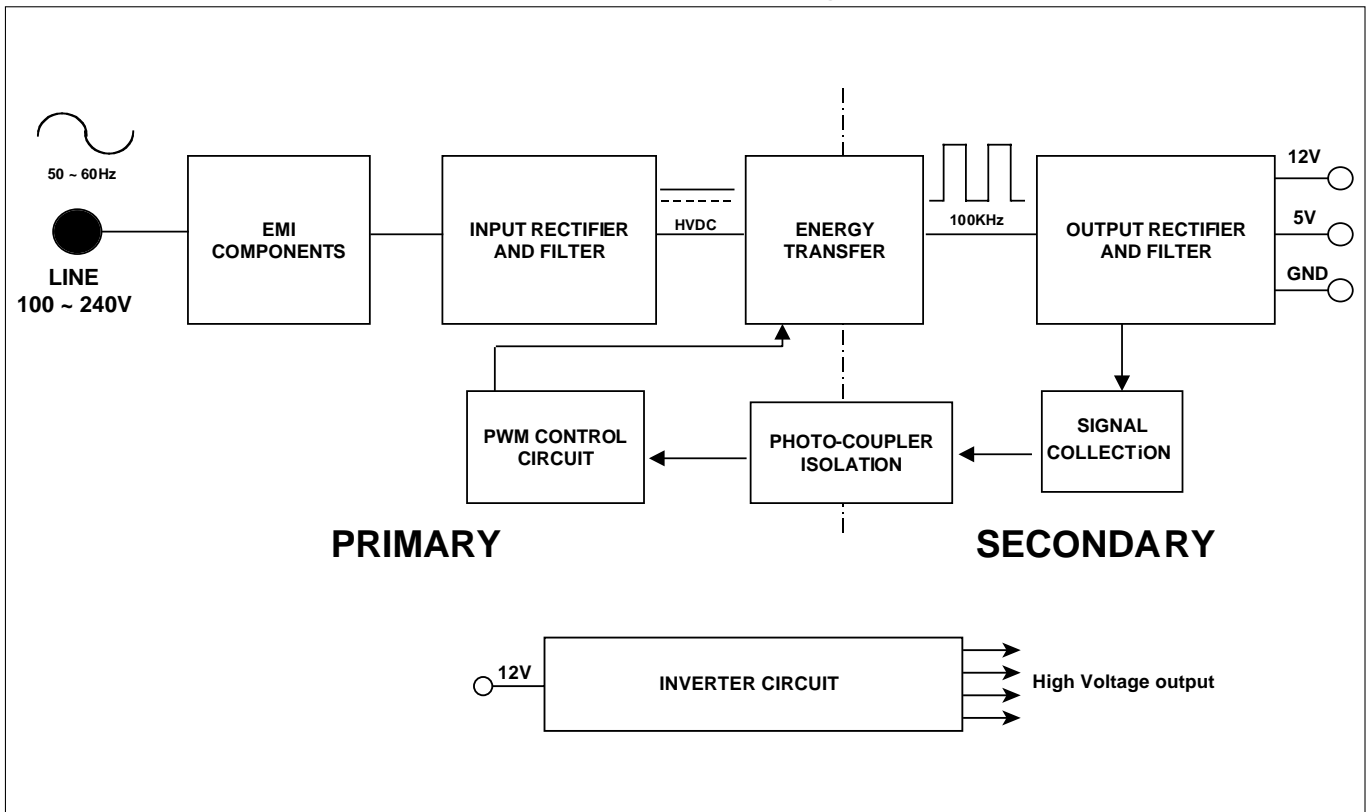 50 ~ 60Hz
LINE
100 ~ 240V
EMI
COMPONENTS
INPUT RECTIFIER
AND FILTER
HVDC
ENERGY
TRANSFER
100KHz
OUTPUT RECTIFIER
AND FILTER
12V
5V
GND
PWM CONTROL
CIRCUIT
PHOTO-COUPLER
ISOLATION
SIGNAL
COLLECTiON
PRIMARY
SECONDARY
12V
INVERTER CIRCUIT
High Voltage output